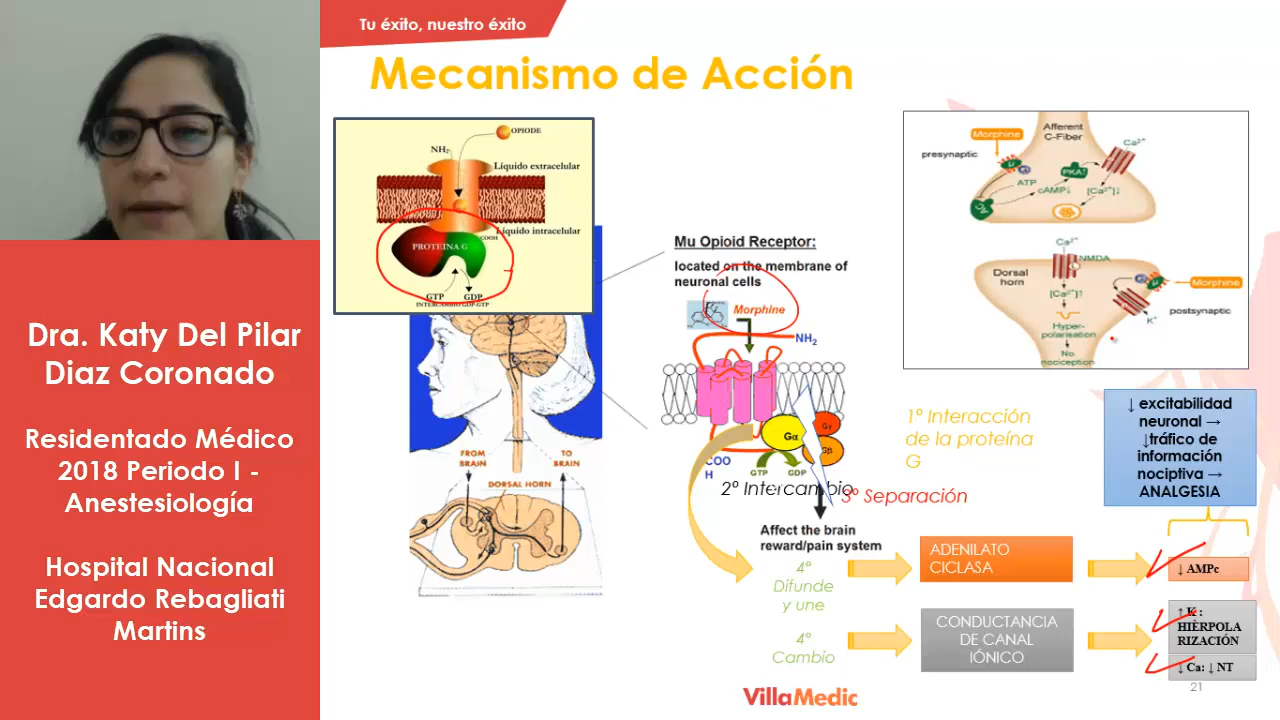 Tu éxito, nuestro éxito
Mecanismo de Acción
Dra. Katy Del Pilar
Diaz Coronado
Residentado Médico
2018 Periodo I -
Anestesiología
Hospital Nacional
Edgardo Rebagliati
Martins
OPIODE
NH₂
Líquido extracelular
Líquido intracelular
COOH
PROTEINA G
GTP GDP
INTERCAMBIO GDP-GTP
FROM
BRAIN
TO
BRAIN
DORSAL HORN
Mu Opioid Receptor:
located on the membrane of
neuronal cells
Morphine
NH₂
COO
H
Gα
Gγ
Gβ
GTP GDP
2º Intercambio
3º Separación
Affect the brain
reward/pain system
4º
Difunde
y une
4º
Cambio
1º Interacción
de la proteína
G
ADENILATO
CICLASA
CONDUCTANCIA
DE CANAL
IÓNICO
↓ AMPc
↑ K :
HIÈRPOLA
RIZACIÓN
↓ Ca: ↓ NT
↓ excitabilidad
neuronal →
↓tráfico de
información
nociptiva →
ANALGESIA
Morphine
Afferent
C-Fiber
Ca²⁺
presynaptic
μ
PKA↑
ATP
cAMP↓
[Ca²⁺]↓
Ca²⁺
NMDA
Dorsal
horn
[Ca²⁺]↑
μ
Morphine
K⁺
postsynaptic
Hyper-
polarisation
No
nociception
VillaMedic
21